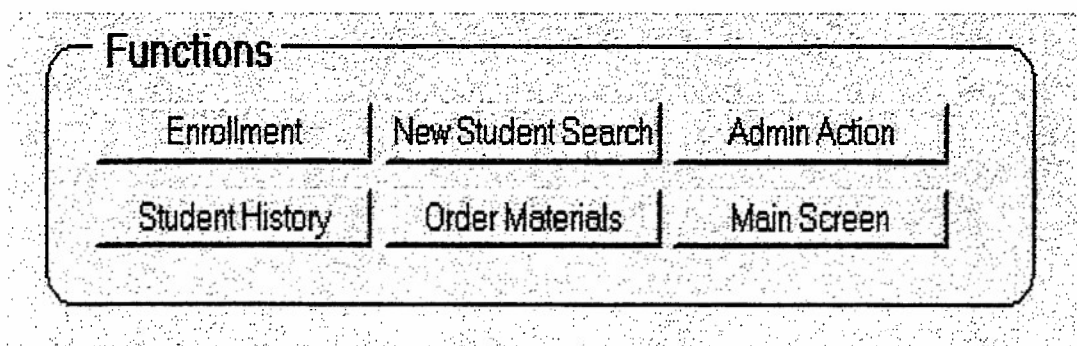 Functions
Enrollment New Student Search Admin Action
Student History Order Materials Main Screen